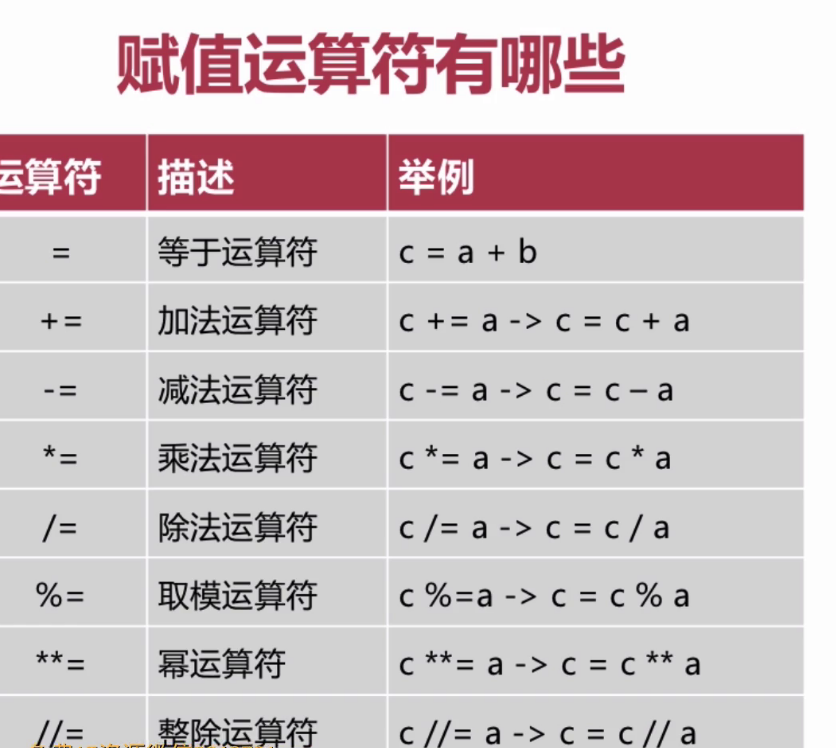 赋值运算符有哪些
运算符 描述 举例
= 等于运算符 c = a + b
+= 加法运算符 c += a -> c = c + a
-= 减法运算符 c -= a -> c = c – a
*= 乘法运算符 c *= a -> c = c * a
/= 除法运算符 c /= a -> c = c / a
%= 取模运算符 c %=a -> c = c % a
**= 幂运算符 c **= a -> c = c ** a
//= 整除运算符 c //= a -> c = c // a